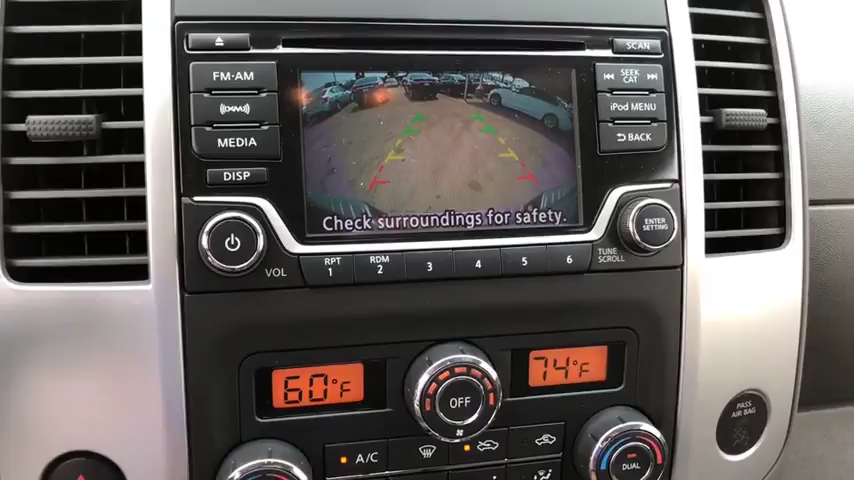 SCAN
FM·AM
SEEK
CAT
((SXM))
iPod MENU
MEDIA
BACK
DISP
Check surroundings for safety.
ENTER
SETTING
VOL
RPT
1
RDM
2
3
4
5
6
TUNE
SCROLL
60°F
74°F
OFF
A/C
DUAL
PASS
AIR BAG